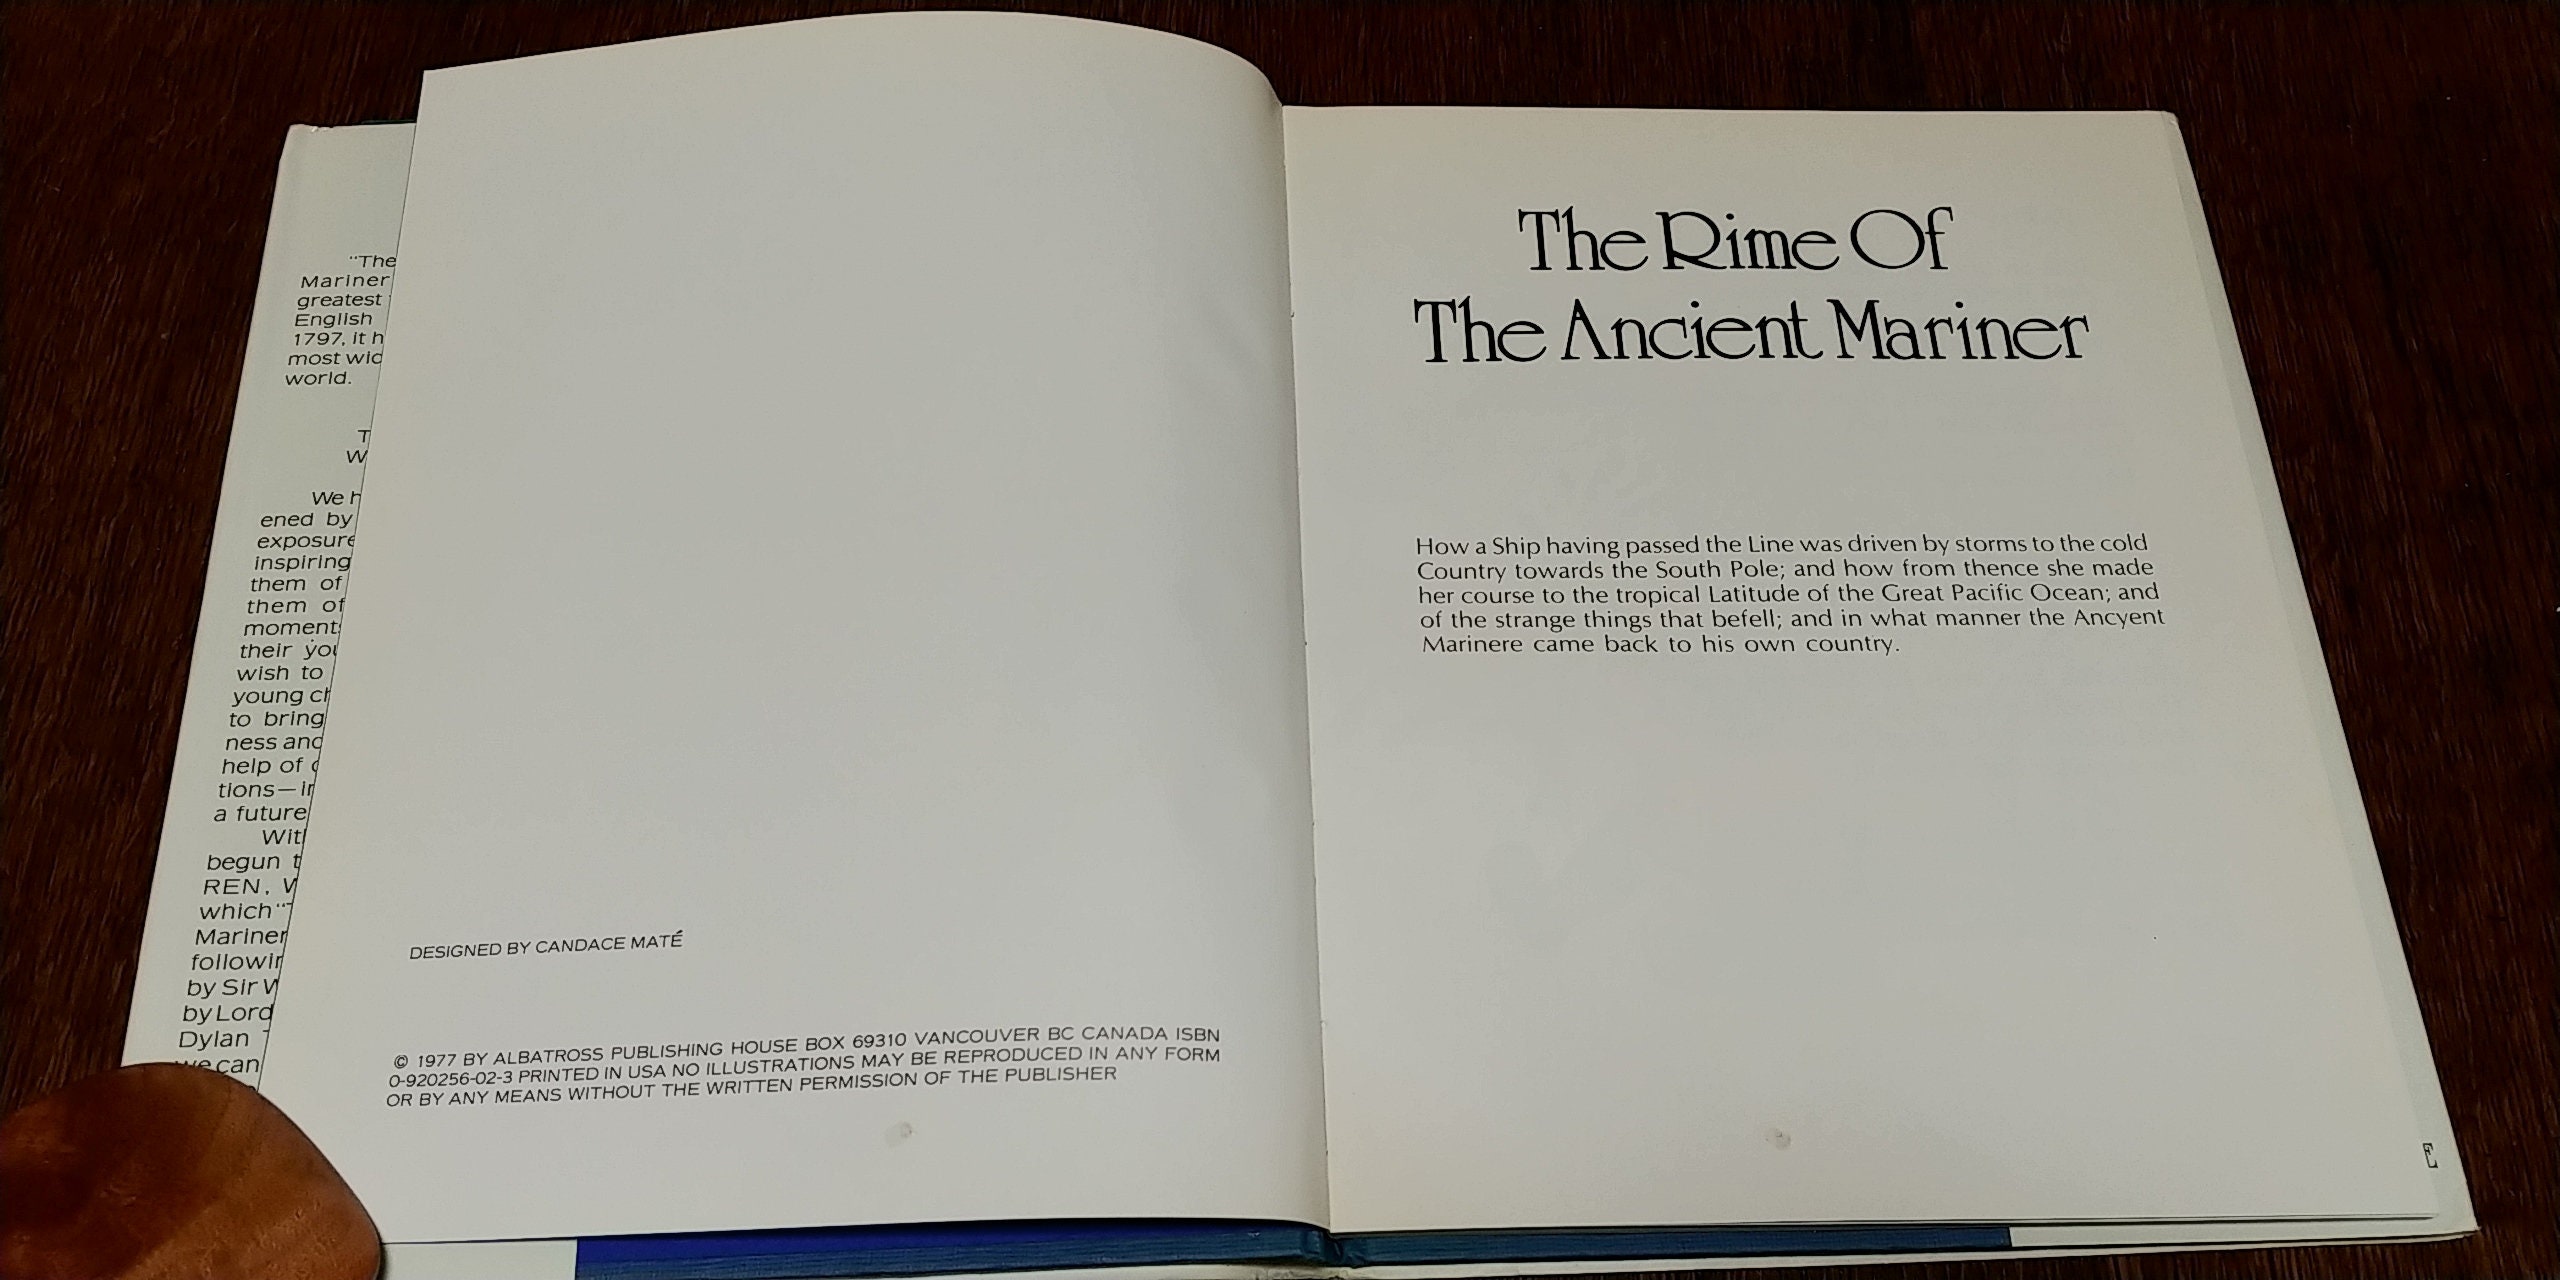 "The
Mariner
greatest
English
1797, it h
most wid
world.
T
W
We h
ened by
exposure
inspiring
them of
them of
moment
their you
wish to
young ch
to bring
ness and
help of
tions—in
a future
With
begun t
REN, W
which "T
Mariner
followin
by Sir W
by Lord
Dylan T
we can
DESIGNED BY CANDACE MATÉ
© 1977 BY ALBATROSS PUBLISHING HOUSE BOX 69310 VANCOUVER BC CANADA ISBN
0-920256-02-3 PRINTED IN USA NO ILLUSTRATIONS MAY BE REPRODUCED IN ANY FORM
OR BY ANY MEANS WITHOUT THE WRITTEN PERMISSION OF THE PUBLISHER
The Rime Of
The Ancient Mariner
How a Ship having passed the Line was driven by storms to the cold
Country towards the South Pole; and how from thence she made
her course to the tropical Latitude of the Great Pacific Ocean; and
of the strange things that befell; and in what manner the Ancyent
Marinere came back to his own country.